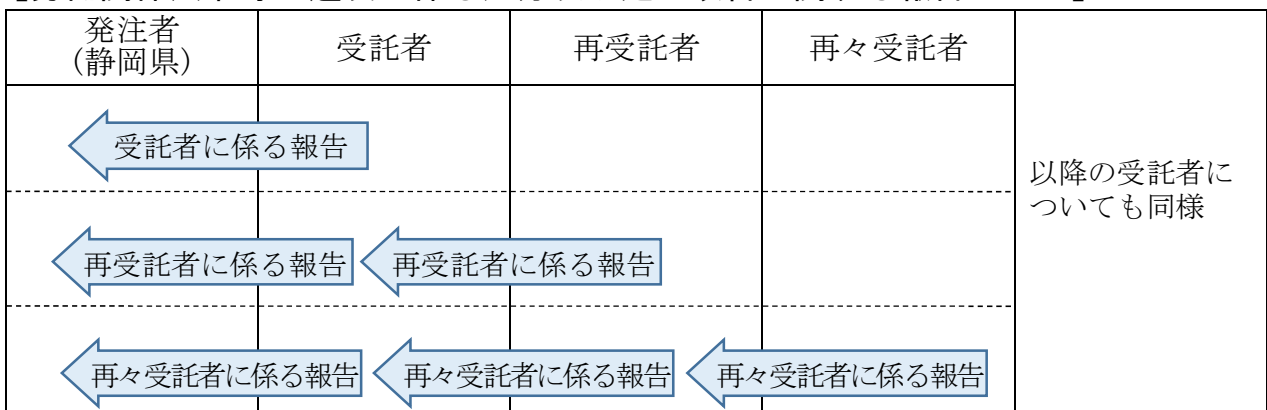 発注者
(静岡県)
受託者
再受託者
再々受託者
受託者に係る報告
以降の受託者に
ついても同様
再受託者に係る報告
再受託者に係る報告
再々受託者に係る報告
再々受託者に係る報告
再々受託者に係る報告